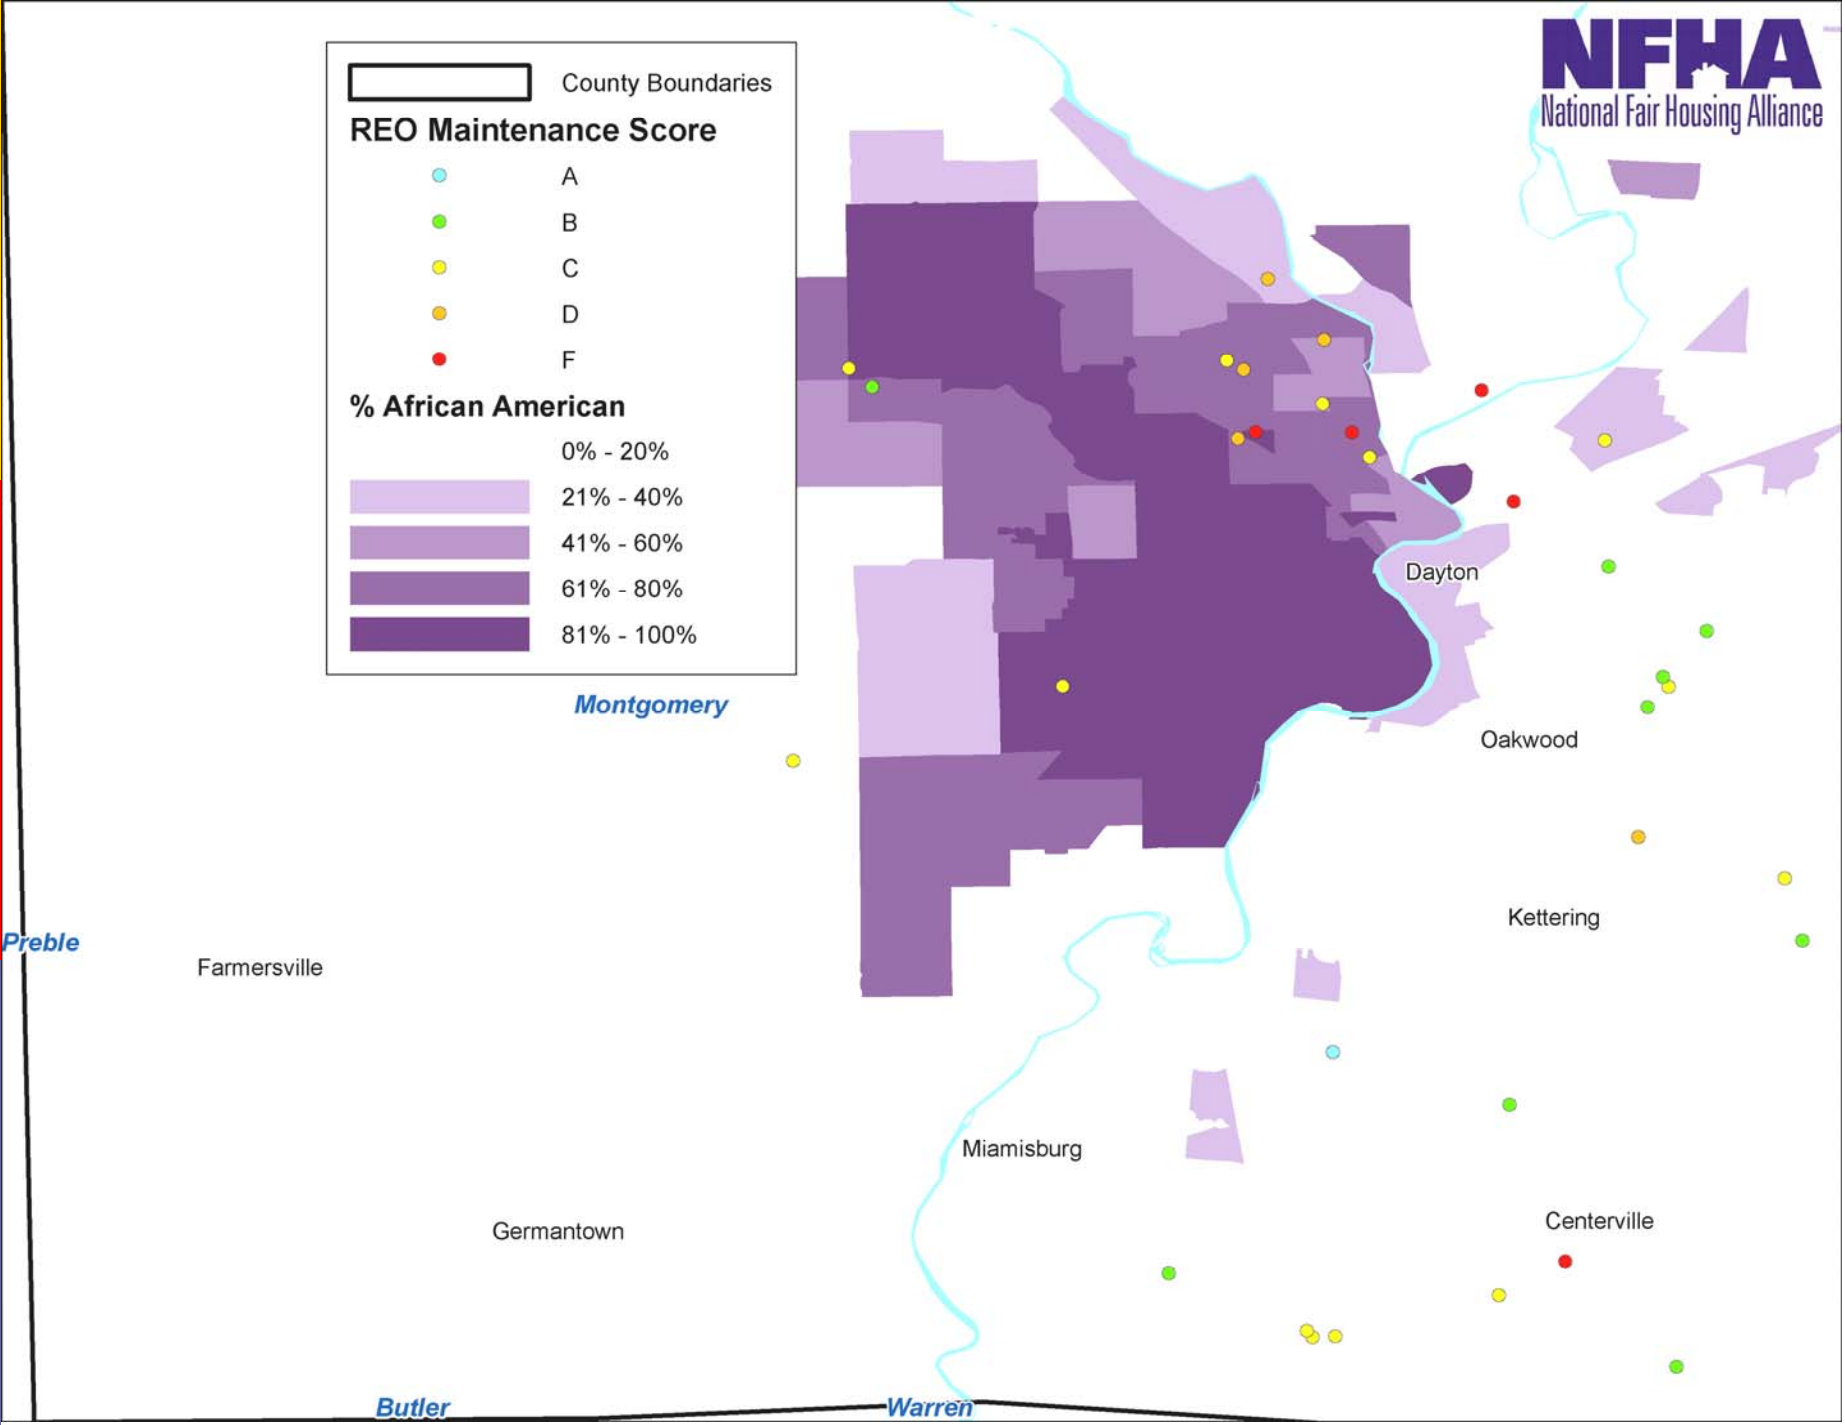 NFHA
National Fair Housing Alliance
County Boundaries
REO Maintenance Score
A
B
C
D
F
% African American
0% - 20%
21% - 40%
41% - 60%
61% - 80%
81% - 100%
Dayton
Montgomery
Oakwood
Kettering
Preble
Farmersville
Miamisburg
Centerville
Germantown
Butler
Warren